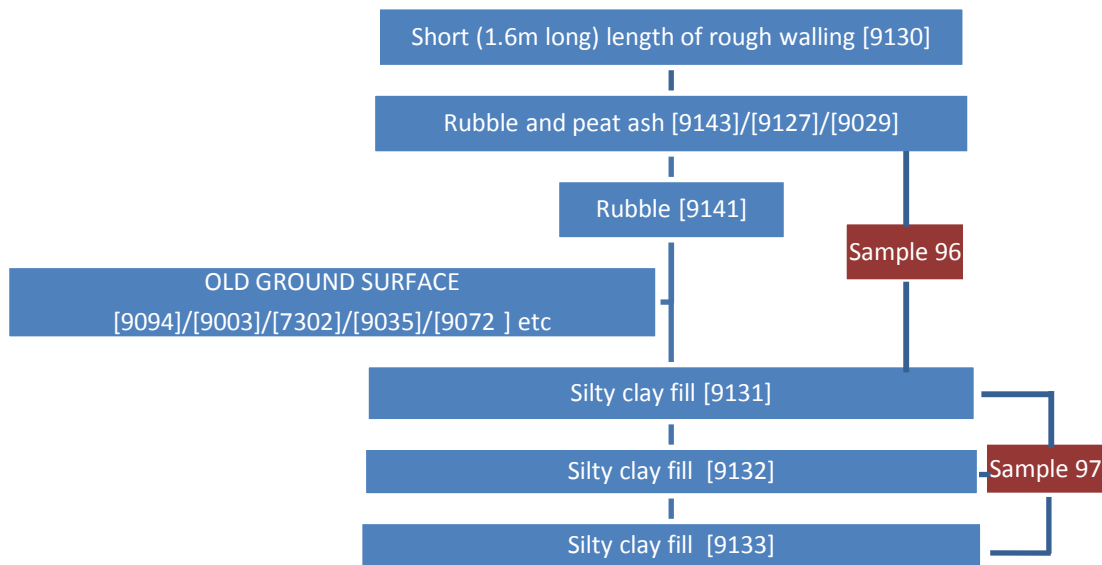 Short (1.6m long) length of rough walling [9130]
Rubble and peat ash [9143]/[9127]/[9029]
Rubble [9141]
Sample 96
OLD GROUND SURFACE
[9094]/[9003]/[7302]/[9035]/[9072 ] etc
Silty clay fill [9131]
Silty clay fill  [9132]
Sample 97
Silty clay fill [9133]